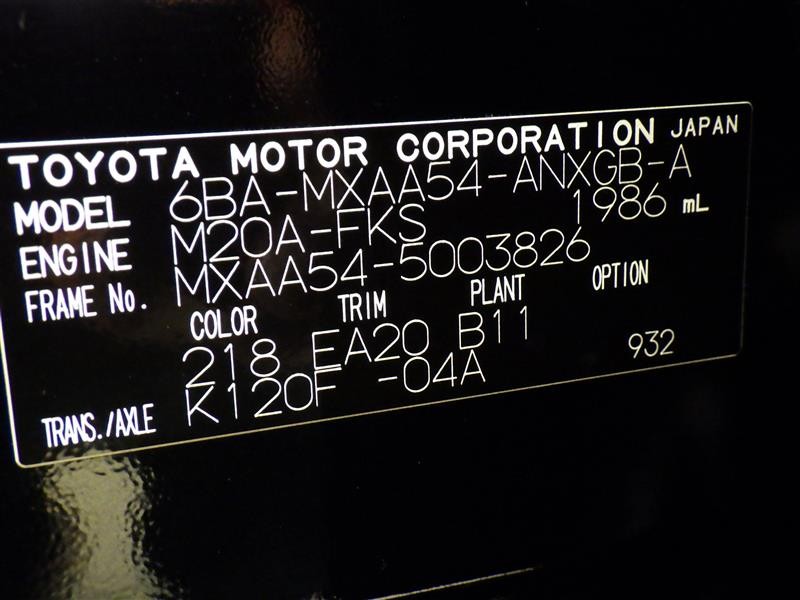 TOYOTA MOTOR CORPORATION JAPAN
MODEL 6BA-MXAA54-ANXGB-A
ENGINE M20A-FKS 1986 mL
FRAME No. MXAA54-5003826
COLOR TRIM PLANT OPTION
218 EA20 B11
TRANS./AXLE K120F -04A 932